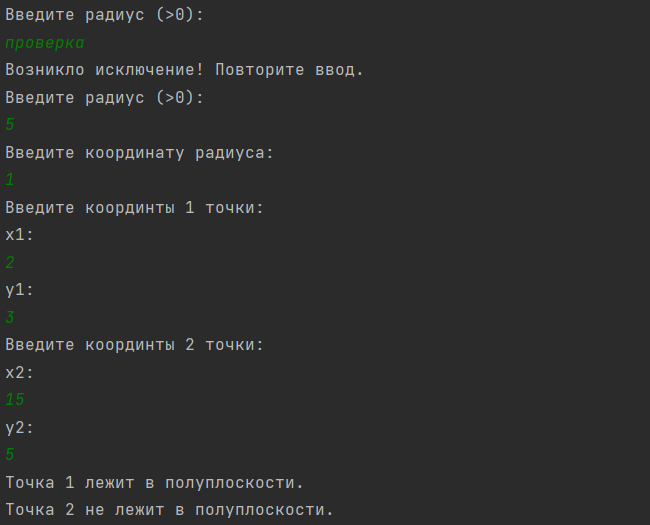 Введите радиус (>0):
проверка
Возникло исключение! Повторите ввод.
Введите радиус (>0):
5
Введите координату радиуса:
1
Введите координты 1 точки:
x1:
2
y1:
3
Введите координты 2 точки:
x2:
15
y2:
5
Точка 1 лежит в полуплоскости.
Точка 2 не лежит в полуплоскости.